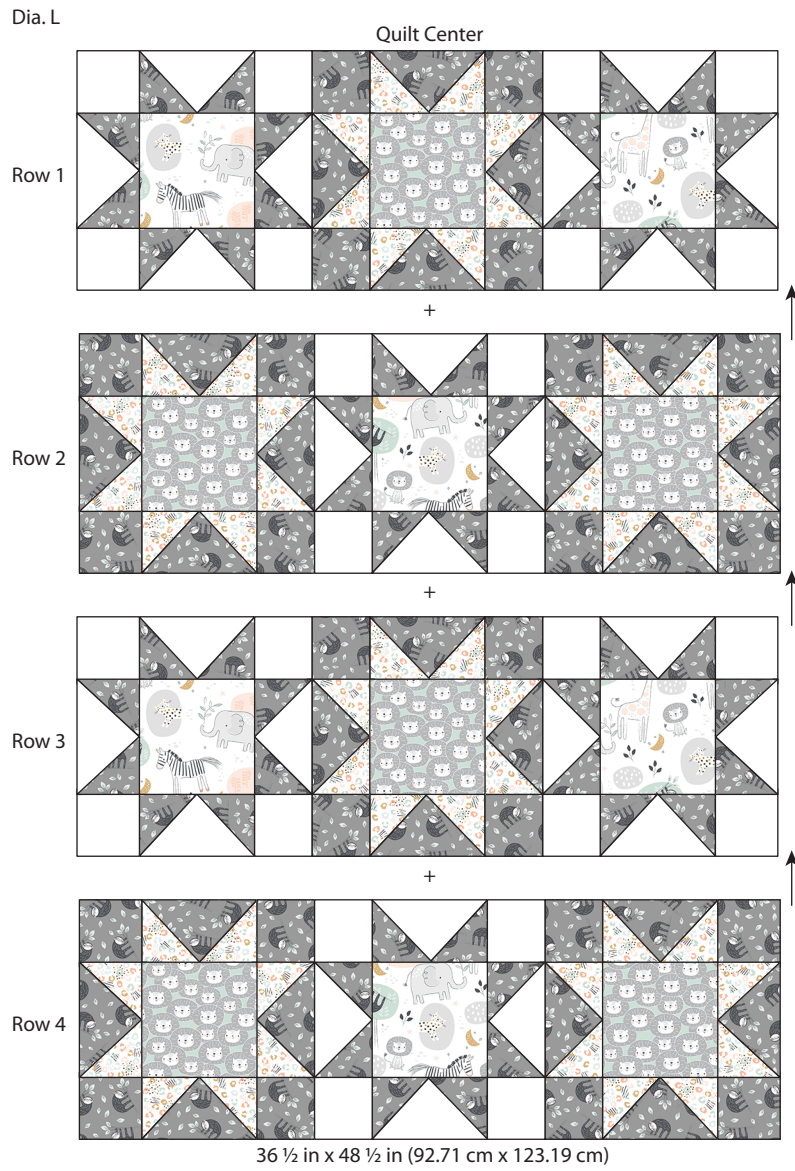 Dia. L
Quilt Center
Row 1
+
Row 2
+
Row 3
+
Row 4
36 ½ in x 48 ½ in (92.71 cm x 123.19 cm)